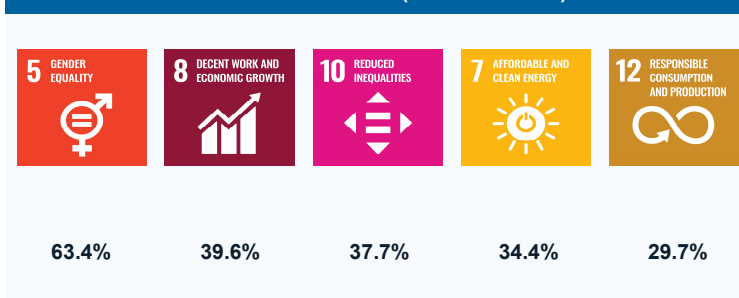 5 GENDER EQUALITY
8 DECENT WORK AND ECONOMIC GROWTH
10 REDUCED INEQUALITIES
7 AFFORDABLE AND CLEAN ENERGY
12 RESPONSIBLE CONSUMPTION AND PRODUCTION
63.4%
39.6%
37.7%
34.4%
29.7%